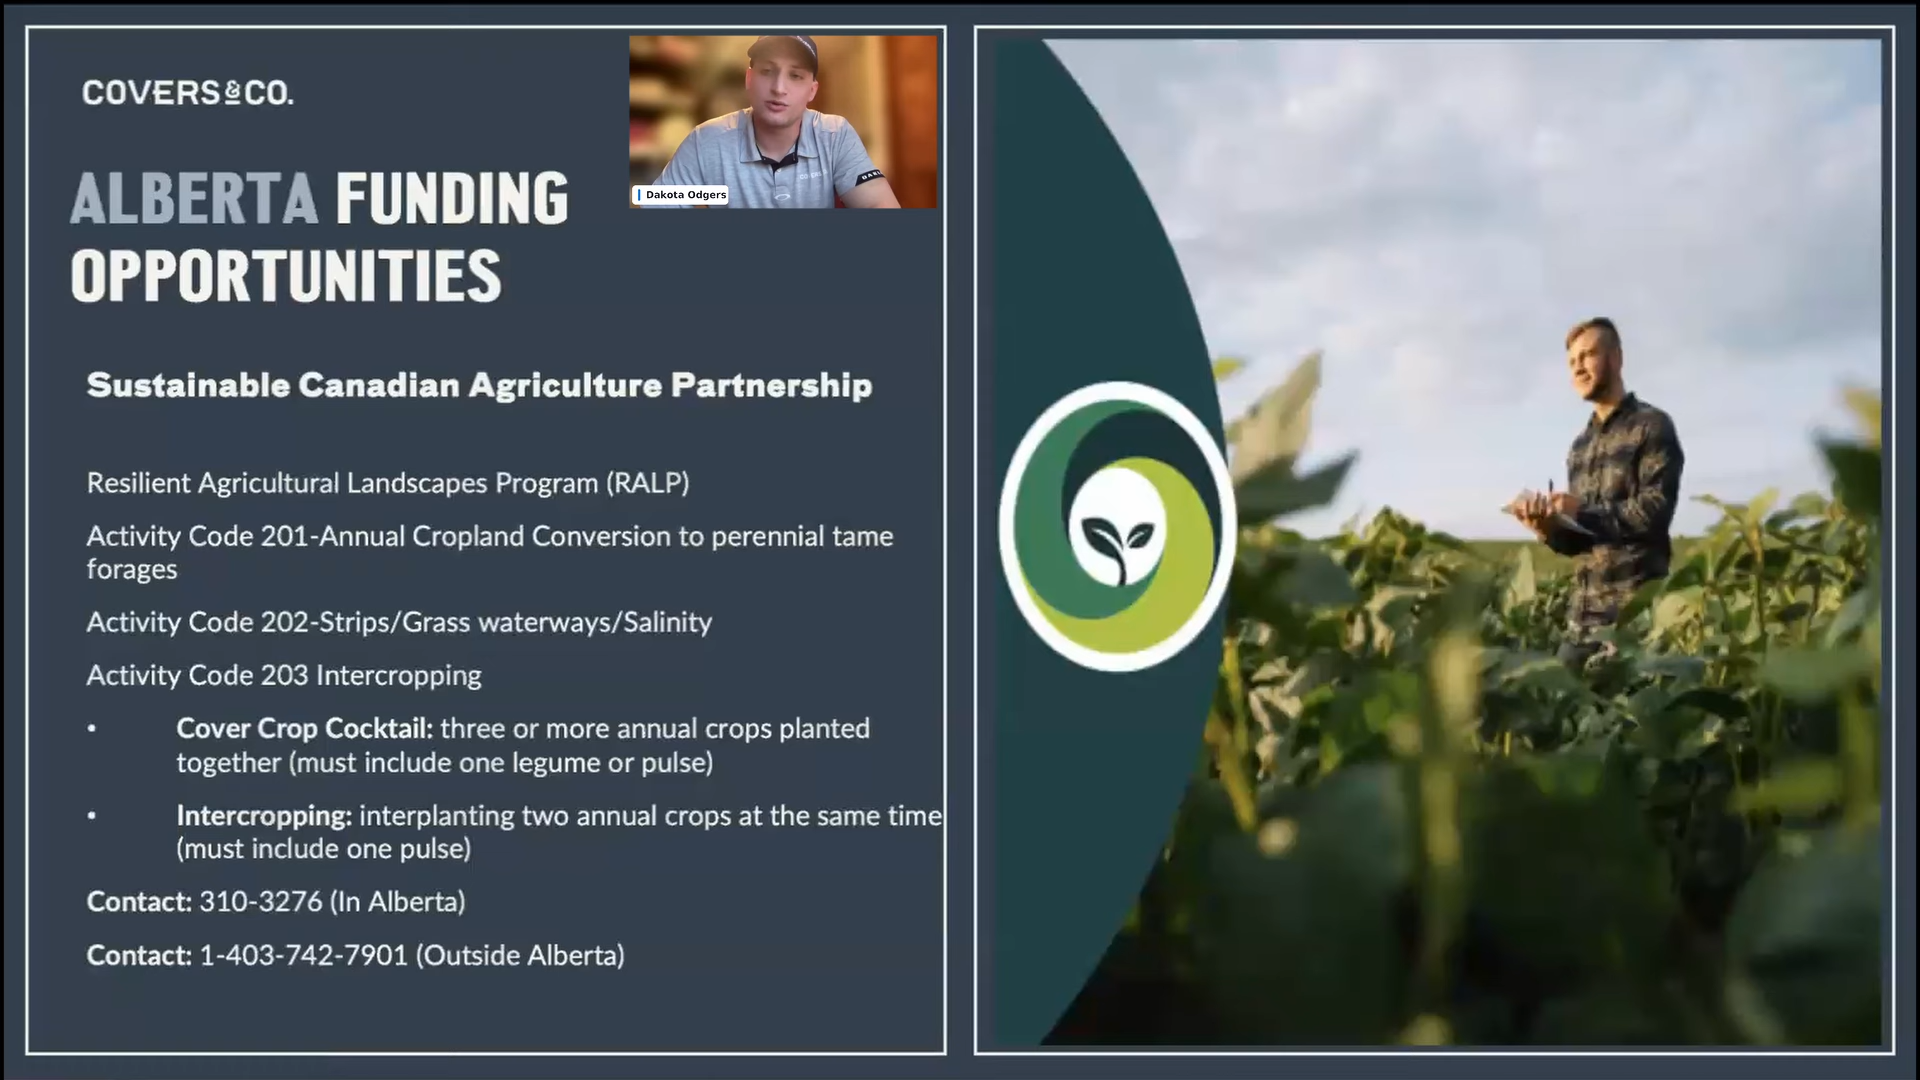 COVERS&CO.
Dakota Odgers
ALBERTA FUNDING
OPPORTUNITIES
Sustainable Canadian Agriculture Partnership
Resilient Agricultural Landscapes Program (RALP)
Activity Code 201-Annual Cropland Conversion to perennial tame
forages
Activity Code 202-Strips/Grass waterways/Salinity
Activity Code 203 Intercropping
• Cover Crop Cocktail: three or more annual crops planted
together (must include one legume or pulse)
• Intercropping: interplanting two annual crops at the same time
(must include one pulse)
Contact: 310-3276 (In Alberta)
Contact: 1-403-742-7901 (Outside Alberta)